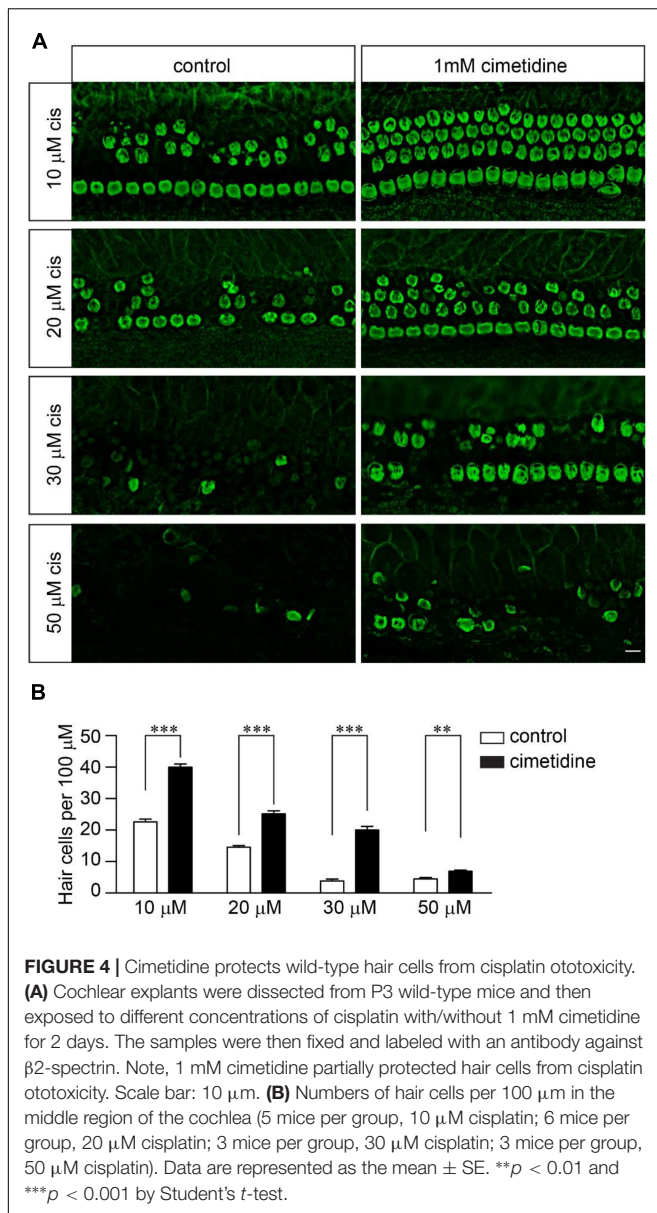 A
control
1mM cimetidine
10 μM cis
20 μM cis
30 μM cis
50 μM cis
B
Hair cells per 100 μM
50
40
30
20
10
0
***
***
***
**
control
cimetidine
10 μM
20 μM
30 μM
50 μM
FIGURE 4 | Cimetidine protects wild-type hair cells from cisplatin ototoxicity.
(A) Cochlear explants were dissected from P3 wild-type mice and then
exposed to different concentrations of cisplatin with/without 1 mM cimetidine
for 2 days. The samples were then fixed and labeled with an antibody against
β2-spectrin. Note, 1 mM cimetidine partially protected hair cells from cisplatin
ototoxicity. Scale bar: 10 μm. (B) Numbers of hair cells per 100 μm in the
middle region of the cochlea (5 mice per group, 10 μM cisplatin; 6 mice per
group, 20 μM cisplatin; 3 mice per group, 30 μM cisplatin; 3 mice per group,
50 μM cisplatin). Data are represented as the mean ± SE. **p < 0.01 and
***p < 0.001 by Student's t-test.